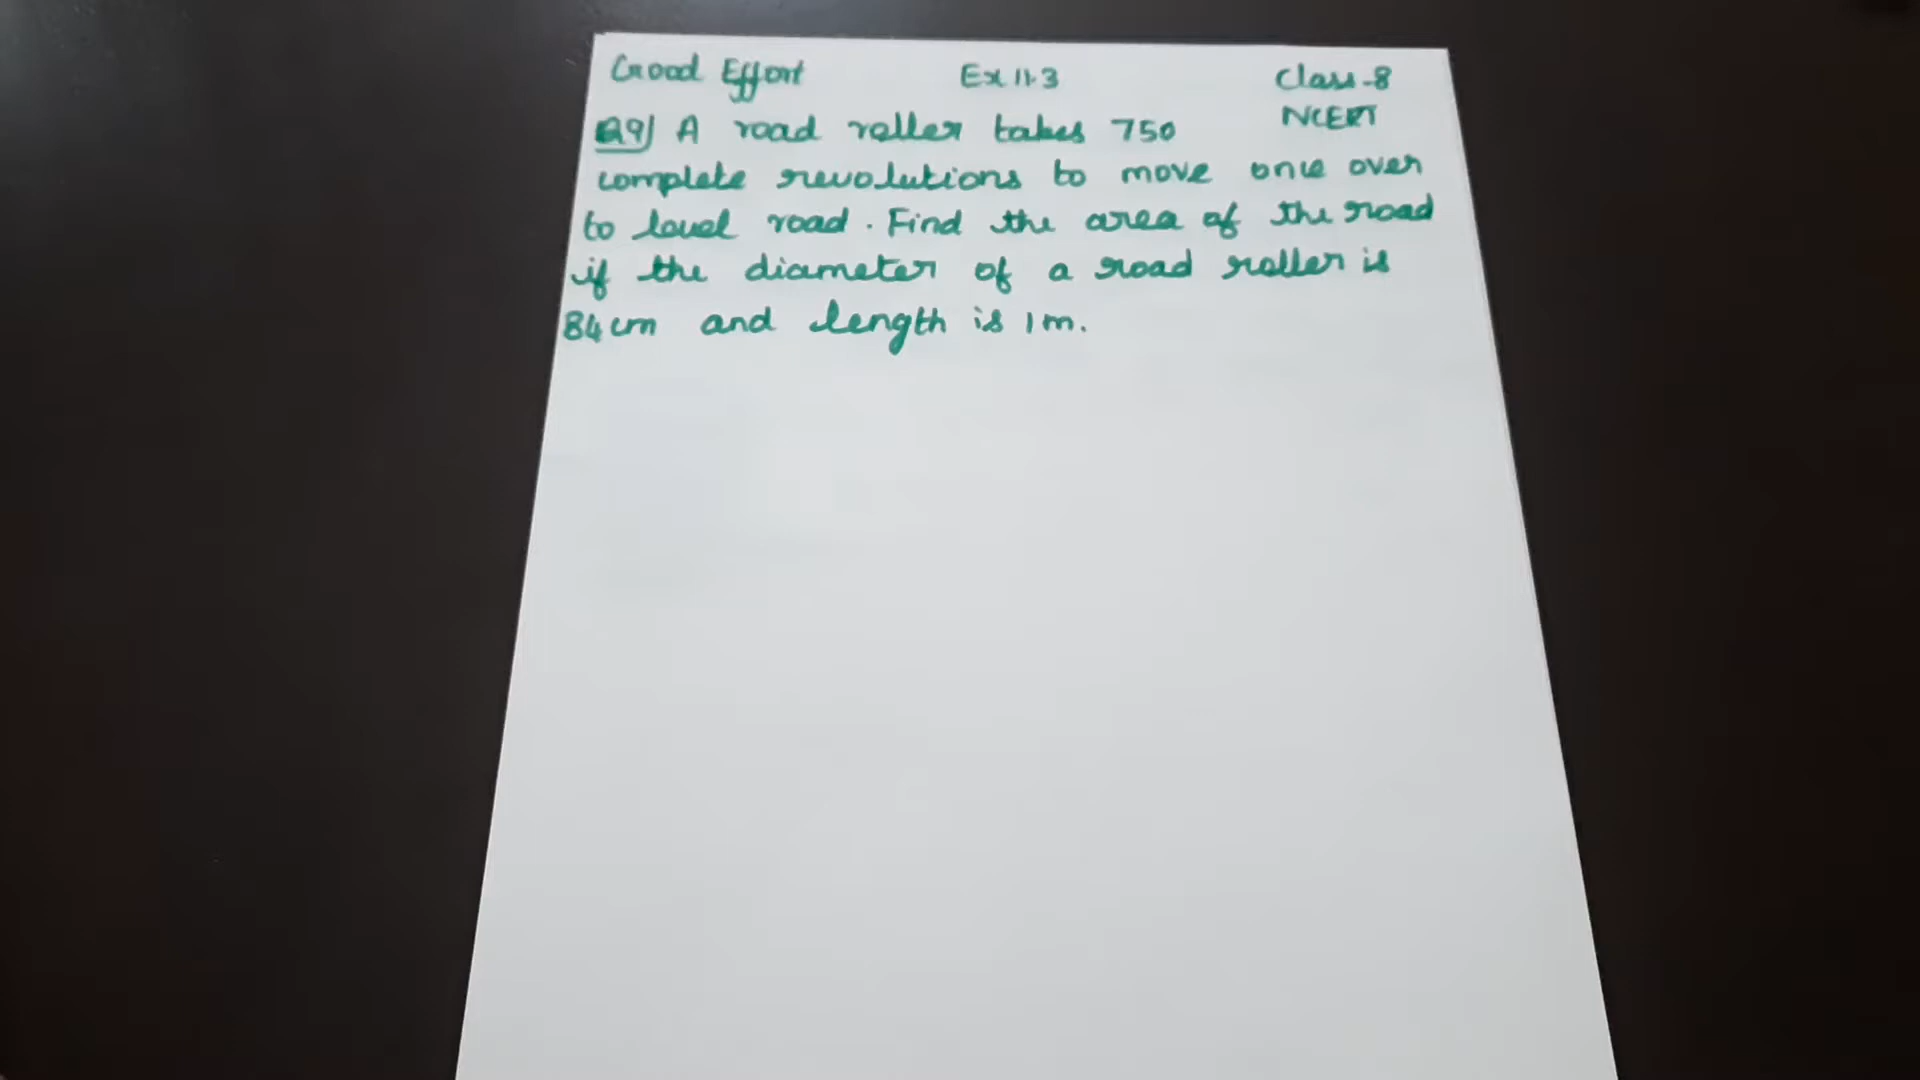 Good Effort Ex 11.3 Class-8
NCERT
Q9) A road roller takes 750
complete revolutions to move once over
to level road. Find the area of the road
if the diameter of a road roller is
84 cm and length is 1 m.